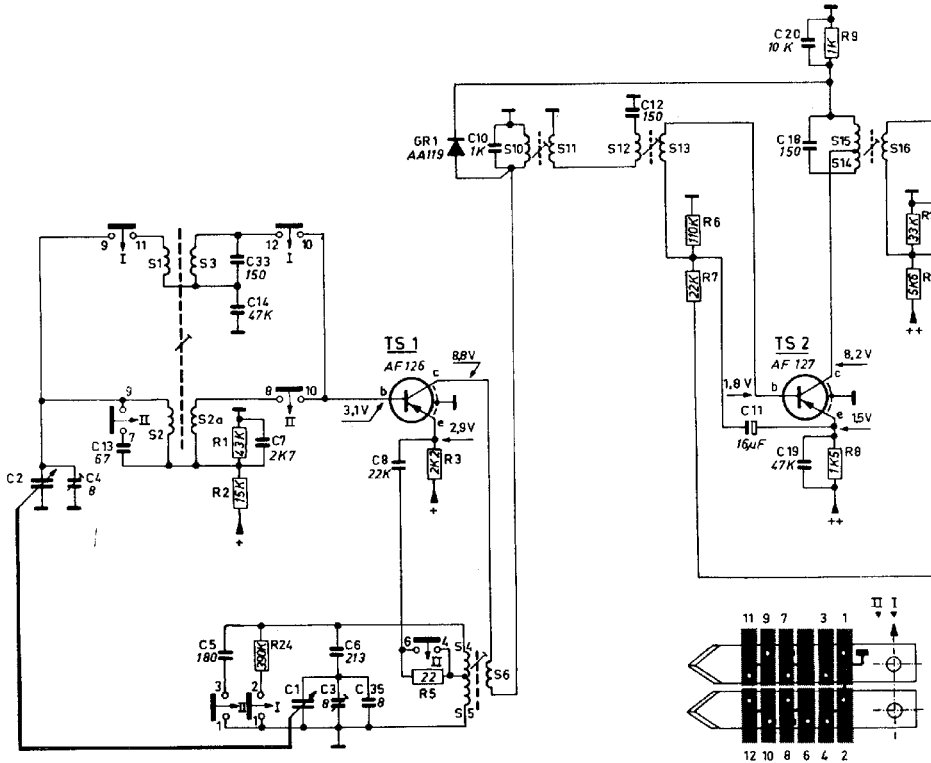 C20
10 K
1K
R9
C12
150
GR1
AA119
C10
1K
S10
S11
S12
S13
C18
150
S15
S14
S16
110K
R6
R7
22K
33K
5K6
++
9
11
I
S1
S3
C33
150
12
10
I
C14
47K
TS 1
AF 126
8,8V
c
b
3,1V
e
2,9V
TS 2
AF 127
8,2V
c
1,8V
b
e
1,5V
C11
16µF
9
II
7
C13
67
S2
S2a
8
10
II
R1
43K
C7
2K7
R2
15K
+
C2
C4
8
C8
22K
R3
2K2
+
C19
47K
R8
1K5
++
C5
180
R24
390K
C6
213
6
4
II
22
R5
S4
S5
S6
3
II
1
2
I
1
C1
C3
8
C35
8
II I
11 9 7 3 1
12 10 8 6 4 2